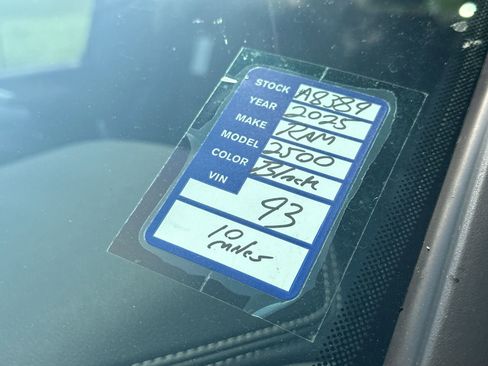 STOCK A8389
YEAR 2025
MAKE RAM
MODEL 2500
COLOR Black
VIN
93
10
miles